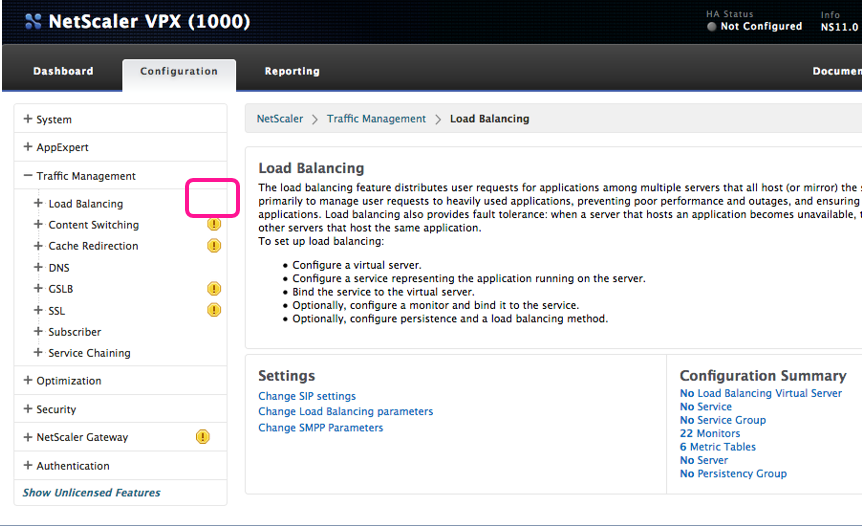 NetScaler VPX (1000)
HA Status
Not Configured
Info
NS11.0
Dashboard
Configuration
Reporting
+ System
+ AppExpert
− Traffic Management
+ Load Balancing
+ Content Switching
+ Cache Redirection
+ DNS
+ GSLB
+ SSL
+ Subscriber
+ Service Chaining
+ Optimization
+ Security
+ NetScaler Gateway
+ Authentication
Show Unlicensed Features
NetScaler > Traffic Management > Load Balancing
Load Balancing
The load balancing feature distributes user requests for applications among multiple servers that all host (or mirror) the
primarily to manage user requests to heavily used applications, preventing poor performance and outages, and ensuring
applications. Load balancing also provides fault tolerance: when a server that hosts an application becomes unavailable,
other servers that host the same application.
To set up load balancing:
• Configure a virtual server.
• Configure a service representing the application running on the server.
• Bind the service to the virtual server.
• Optionally, configure a monitor and bind it to the service.
• Optionally, configure persistence and a load balancing method.
Settings
Change SIP settings
Change Load Balancing parameters
Change SMPP Parameters
Configuration Summary
No Load Balancing Virtual Server
No Service
No Service Group
22 Monitors
6 Metric Tables
No Server
No Persistency Group